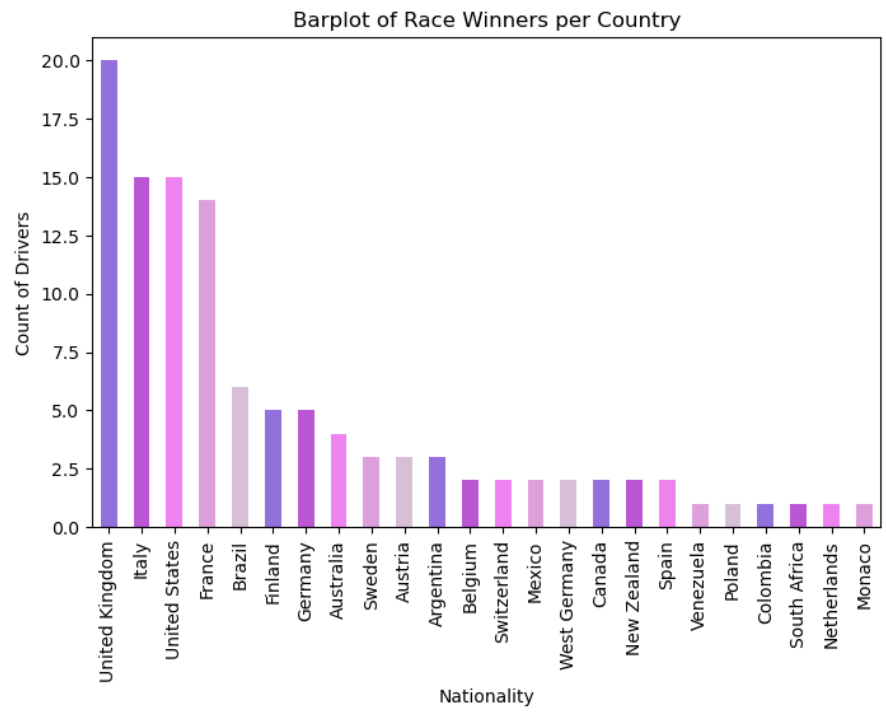 Barplot of Race Winners per Country
Count of Drivers
20.0
17.5
15.0
12.5
10.0
7.5
5.0
2.5
0.0
United Kingdom
Italy
United States
France
Brazil
Finland
Germany
Australia
Sweden
Austria
Argentina
Belgium
Switzerland
Mexico
West Germany
Canada
New Zealand
Spain
Venezuela
Poland
Colombia
South Africa
Netherlands
Monaco
Nationality